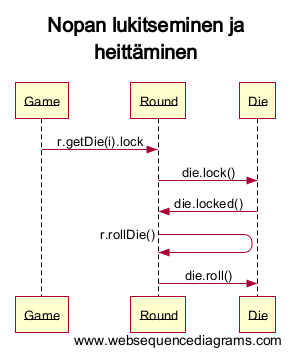 Nopan lukitseminen ja
heittäminen
Game Round Die
r.getDie(i).lock
die.lock()
die.locked()
r.rollDie()
die.roll()
Game Round Die
www.websequencediagrams.com